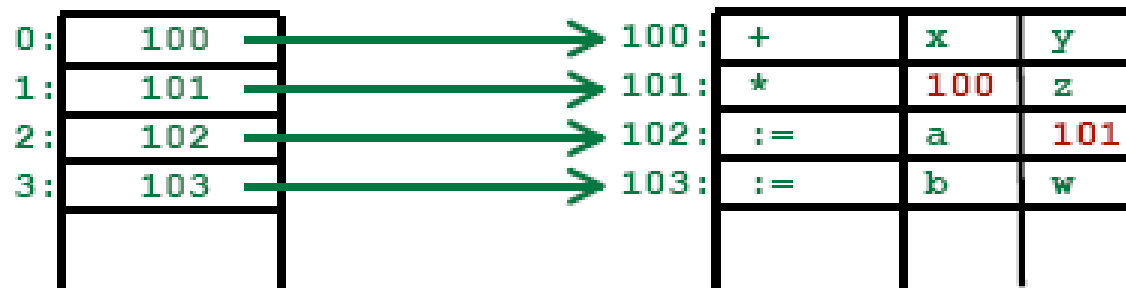 0: 100 100: + x y
1: 101 101: * 100 z
2: 102 102: := a 101
3: 103 103: := b w